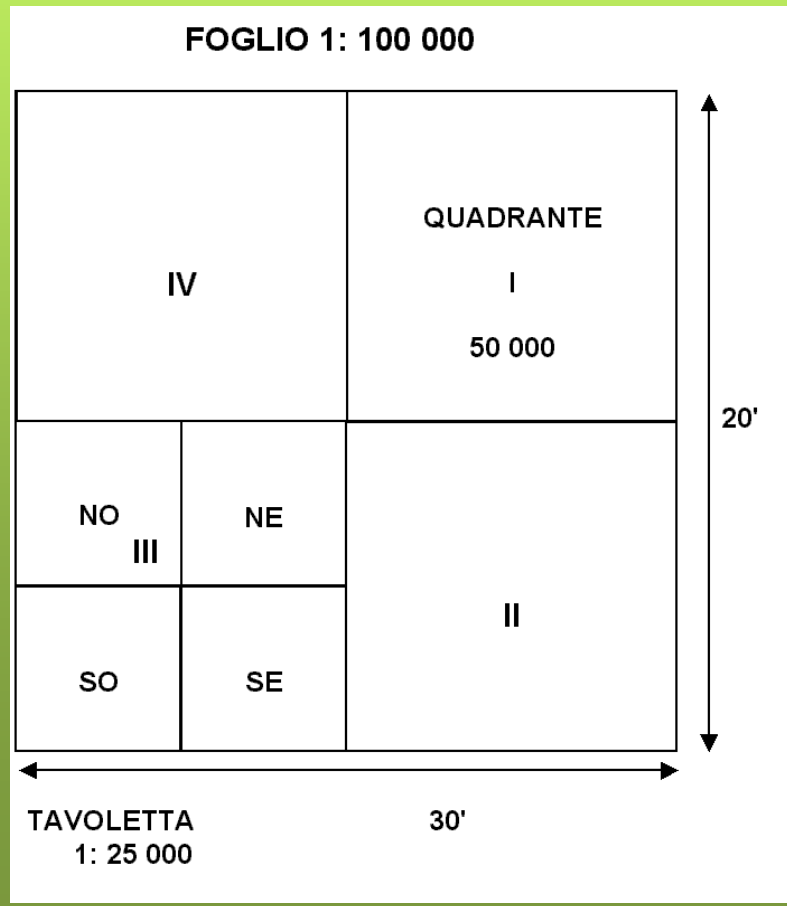 FOGLIO 1: 100 000
QUADRANTE
IV
I
50 000
20'
NO
NE
III
II
SO
SE
TAVOLETTA
30'
1: 25 000